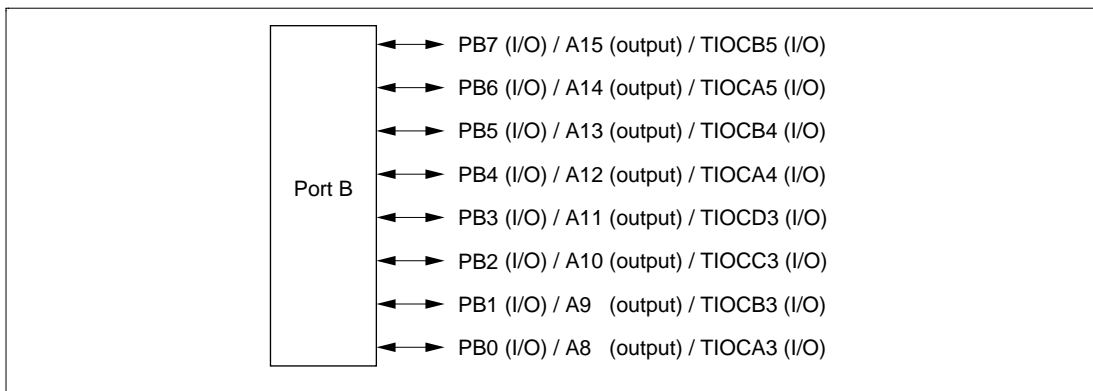 PB7 (I/O) / A15 (output) / TIOCB5 (I/O)
PB6 (I/O) / A14 (output) / TIOCA5 (I/O)
PB5 (I/O) / A13 (output) / TIOCB4 (I/O)
PB4 (I/O) / A12 (output) / TIOCA4 (I/O)
Port B
PB3 (I/O) / A11 (output) / TIOCD3 (I/O)
PB2 (I/O) / A10 (output) / TIOCC3 (I/O)
PB1 (I/O) / A9 (output) / TIOCB3 (I/O)
PB0 (I/O) / A8 (output) / TIOCA3 (I/O)